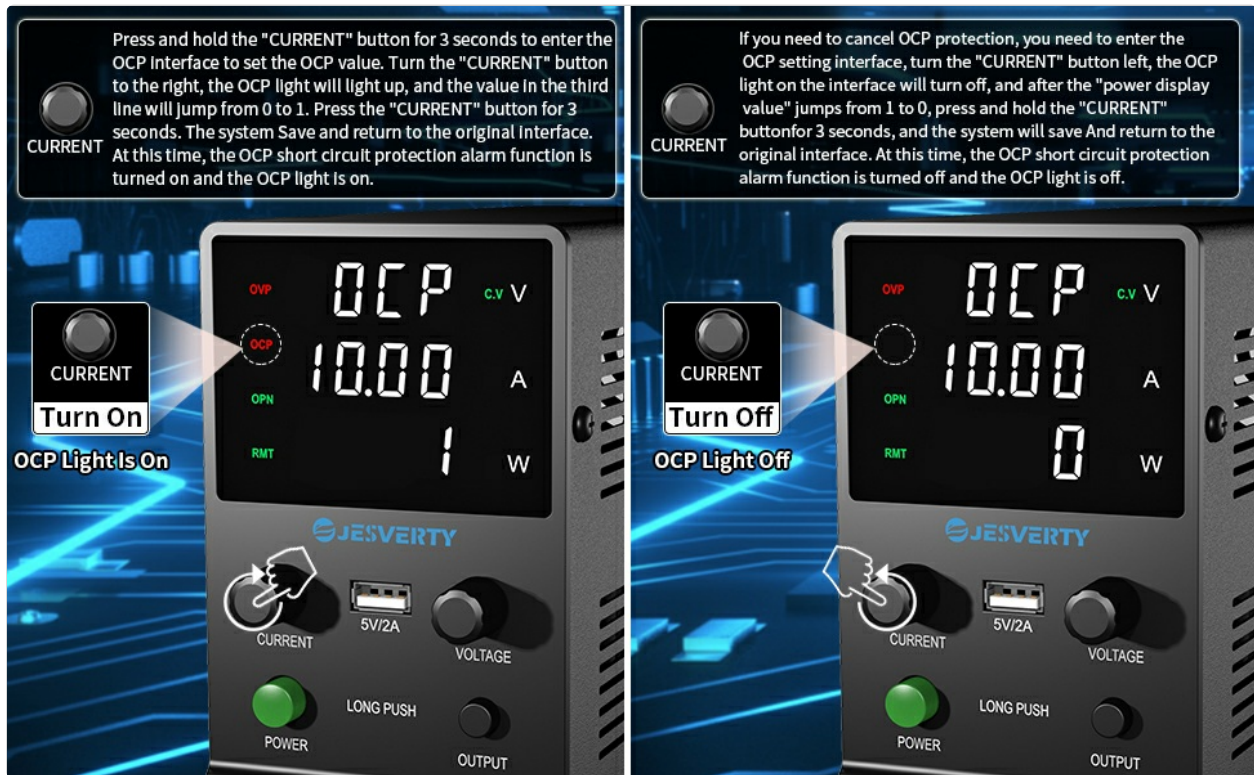 Press and hold the "CURRENT" button for 3 seconds to enter the
OCP interface to set the OCP value. Turn the "CURRENT" button
to the right, the OCP light will light up, and the value in the third
line will jump from 0 to 1. Press the "CURRENT" button for 3
seconds. The system Save and return to the original interface.
At this time, the OCP short circuit protection alarm function is
turned on and the OCP light is on.
CURRENT
OVP
OCP
C.V V
CURRENT
OCP
10.00
A
Turn On
OPN
OCP Light Is On
RMT
1
W
JESVERTY
5V/2A
CURRENT
VOLTAGE
LONG PUSH
POWER
OUTPUT
If you need to cancel OCP protection, you need to enter the
OCP setting interface, turn the "CURRENT" button left, the OCP
light on the interface will turn off, and after the "power display
value" jumps from 1 to 0, press and hold the "CURRENT"
buttonfor 3 seconds, and the system will save And return to the
original interface. At this time, the OCP short circuit protection
alarm function is turned off and the OCP light is off.
CURRENT
OVP
OCP
C.V V
CURRENT
10.00
A
Turn Off
OPN
OCP Light Off
RMT
0
W
JESVERTY
5V/2A
CURRENT
VOLTAGE
LONG PUSH
POWER
OUTPUT